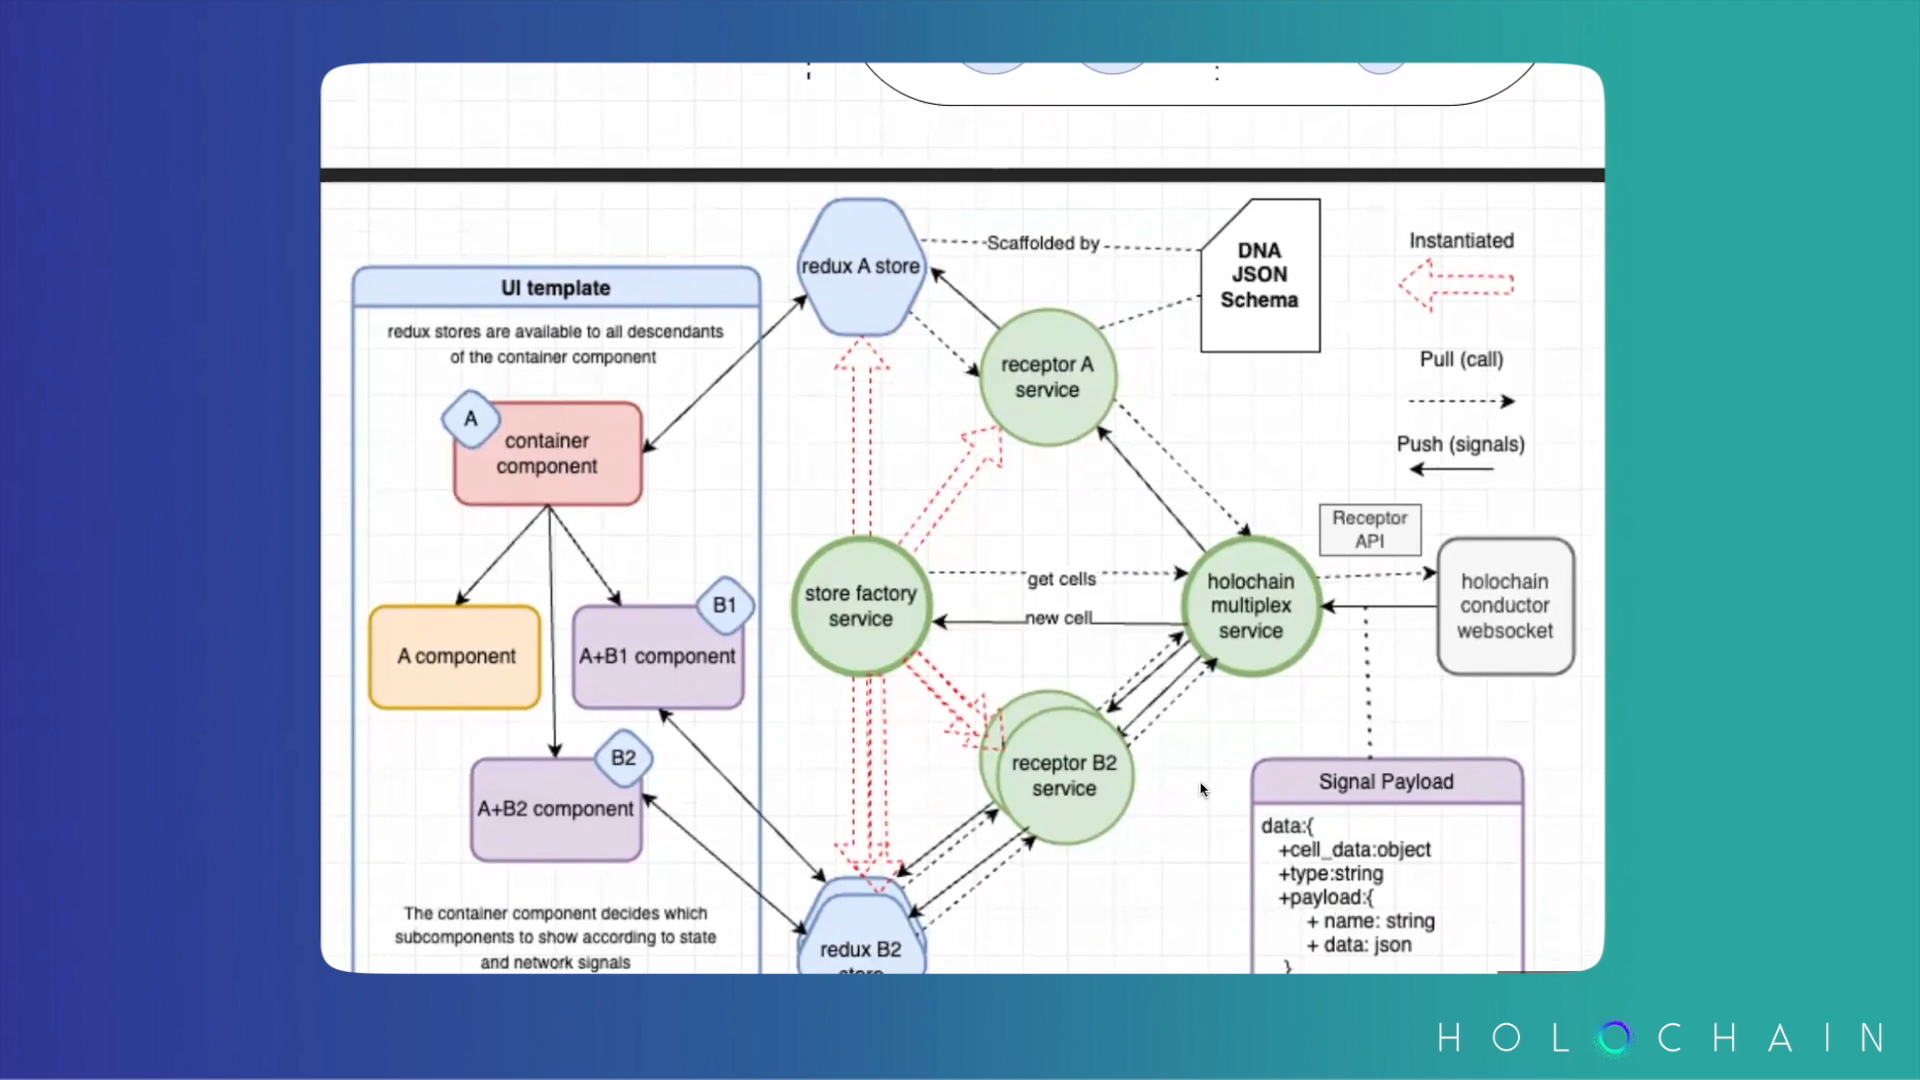 redux A store
Scaffolded by
DNA
JSON
Schema
Instantiated
UI template
redux stores are available to all descendants
of the container component
receptor A
service
Pull (call)
A
container
component
Push (signals)
Receptor
API
store factory
service
get cells
new cell
holochain
multiplex
service
holochain
conductor
websocket
B1
A component
A+B1 component
B2
A+B2 component
receptor B2
service
Signal Payload
data:{
+cell_data:object
+type:string
+payload:{
+ name: string
+ data: json
}
The container component decides which
subcomponents to show according to state
and network signals
redux B2
store
HOLOCHAIN